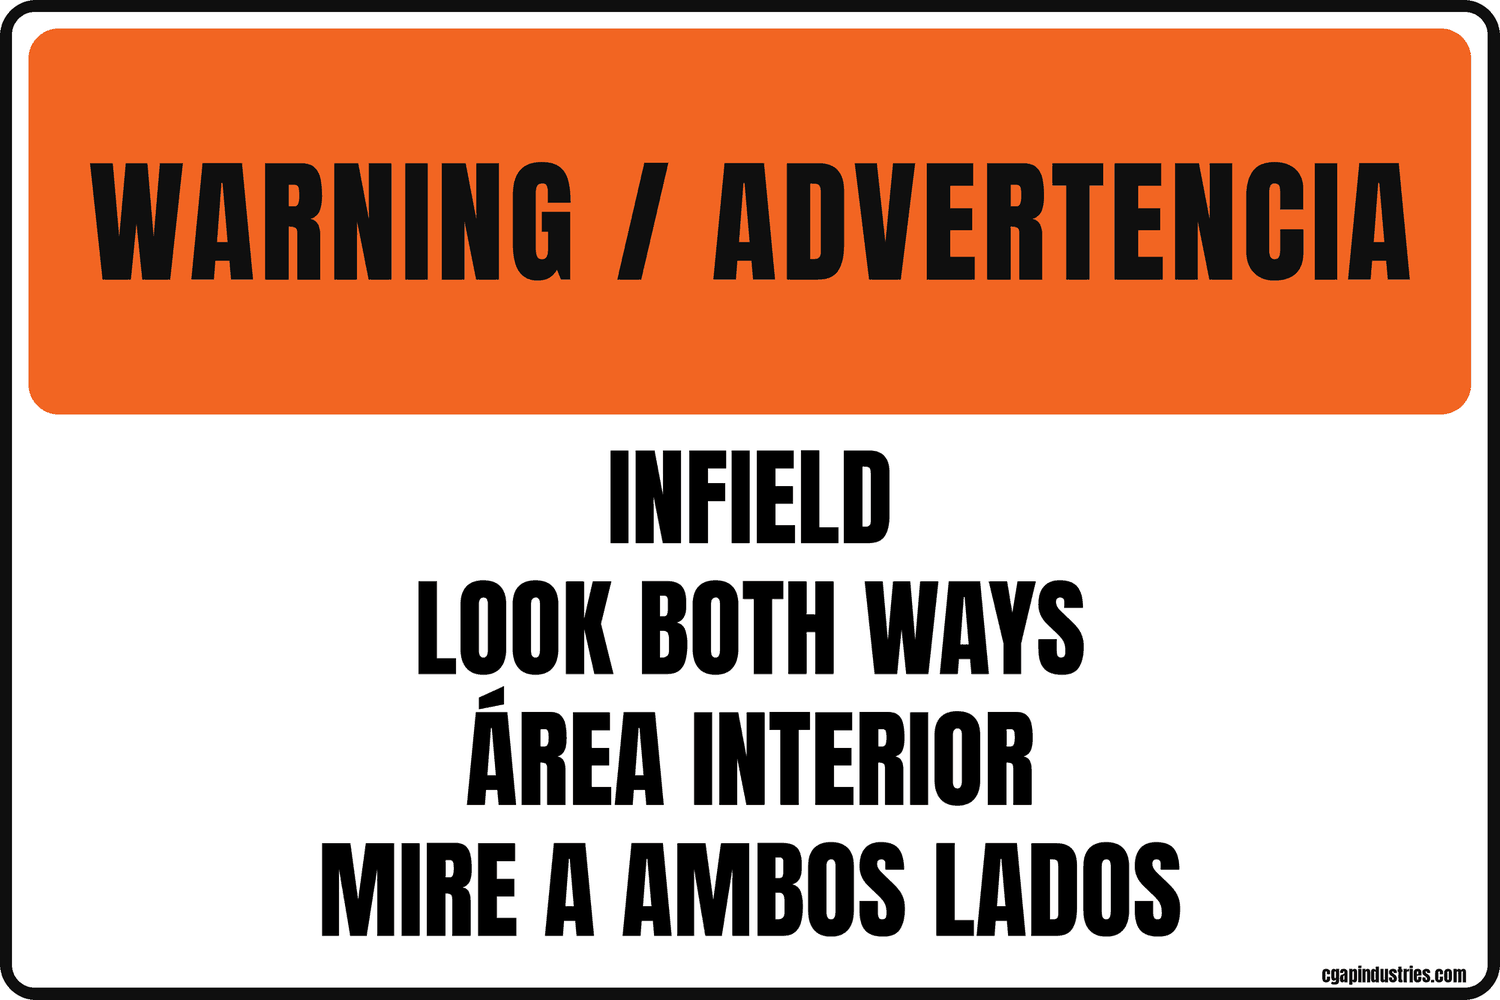 WARNING / ADVERTENCIA
INFIELD
LOOK BOTH WAYS
ÁREA INTERIOR
MIRE A AMBOS LADOS
cgapindustries.com